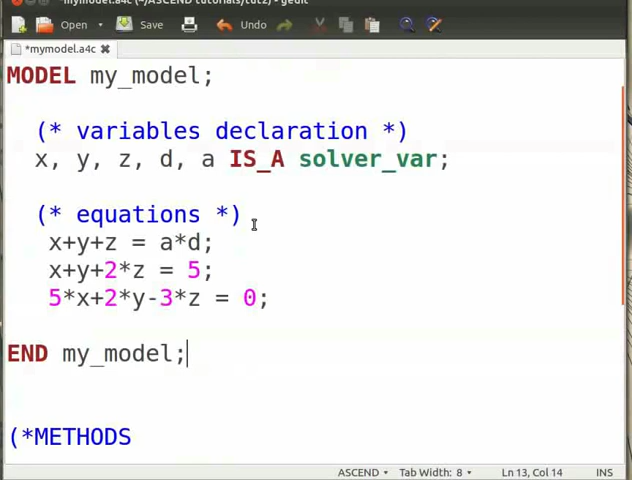 *mymodel.a4c (~/ASCEND tutorials/tut2) - gedit
Open Save Undo
*mymodel.a4c
MODEL my_model;
(* variables declaration *)
x, y, z, d, a IS_A solver_var;
(* equations *)
x+y+z = a*d;
x+y+2*z = 5;
5*x+2*y-3*z = 0;
END my_model;
(*METHODS
ASCEND Tab Width: 8 Ln 13, Col 14 INS